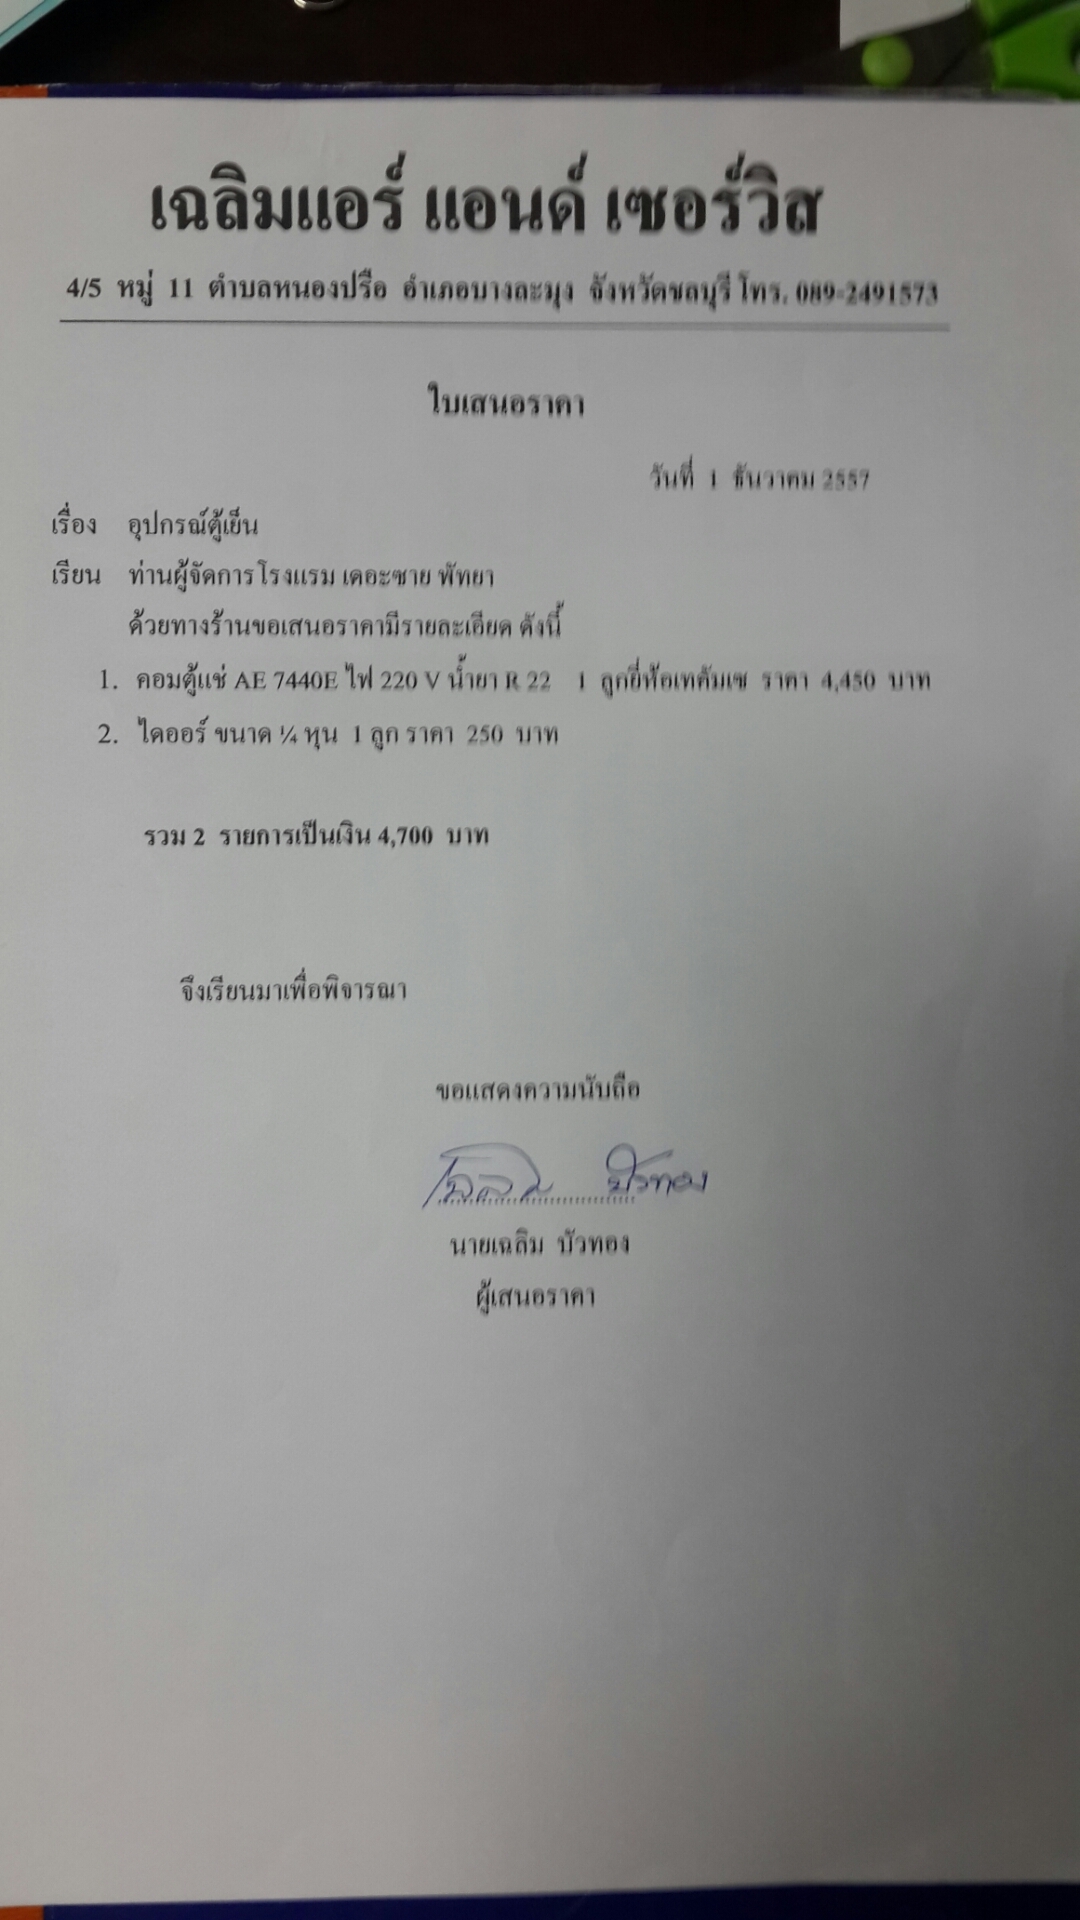 เฉลิมแอร์ แอนด์ เซอร์วิส
4/5 หมู่ 11 ตำบลหนองปรือ อำเภอบางละมุง จังหวัดชลบุรี โทร. 089-2491573
ใบเสนอราคา
วันที่ 1 ธันวาคม 2557
เรื่อง อุปกรณ์ตู้เย็น
เรียน ท่านผู้จัดการโรงแรม เดอะซาย พัทยา
ด้วยทางร้านขอเสนอราคามีรายละเอียด ดังนี้
1. คอมตู้แช่ AE 7440E ไฟ 220 V น้ำยา R 22 1 ลูกยี่ห้อเทคัมเซ ราคา 4,450 บาท
2. ไดออร์ ขนาด ¼ หุน 1 ลูก ราคา 250 บาท
รวม 2 รายการเป็นเงิน 4,700 บาท
จึงเรียนมาเพื่อพิจารณา
ขอแสดงความนับถือ
เฉลิม บัวทอง
นายเฉลิม บัวทอง
ผู้เสนอราคา